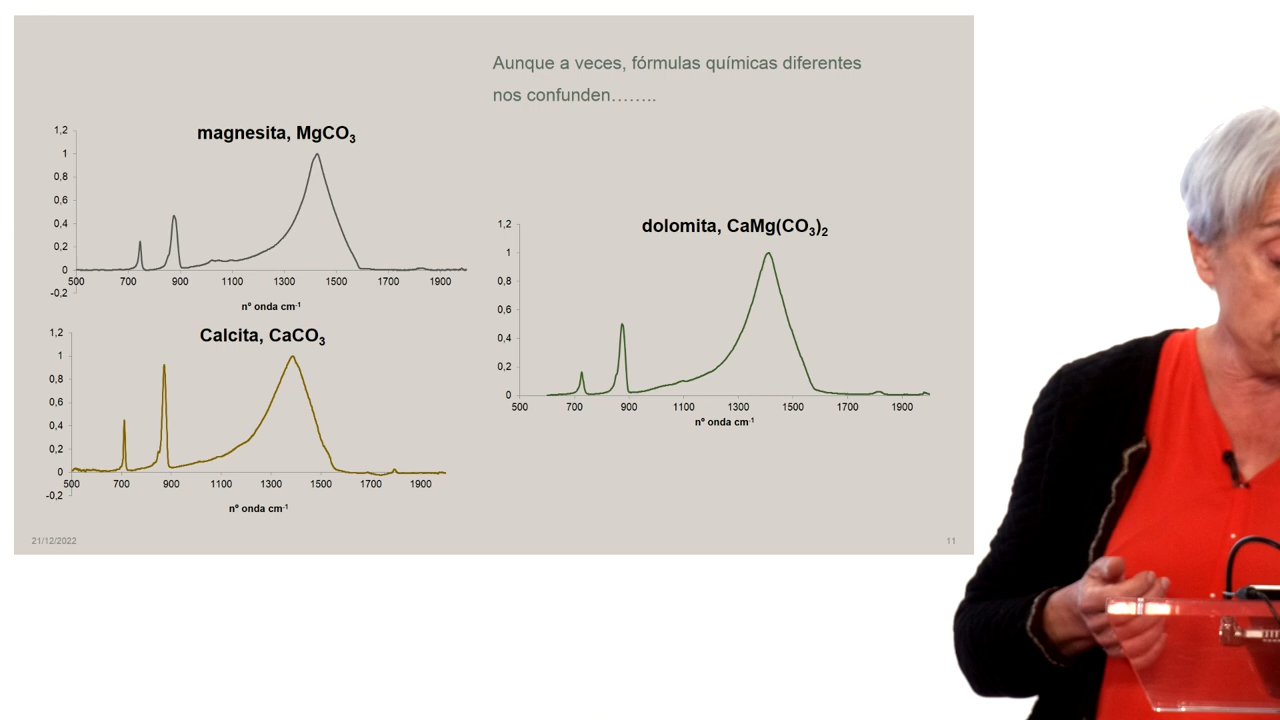 Aunque a veces, fórmulas químicas diferentes
nos confunden……..
magnesita, MgCO3
1,2
1
0,8
0,6
0,4
0,2
0
-0,2
500 700 900 1100 1300 1500 1700 1900
nº onda cm-1
Calcita, CaCO3
1,2
1
0,8
0,6
0,4
0,2
0
-0,2
500 700 900 1100 1300 1500 1700 1900
nº onda cm-1
dolomita, CaMg(CO3)2
1,2
1
0,8
0,6
0,4
0,2
0
500 700 900 1100 1300 1500 1700 1900
nº onda cm-1
21/12/2022
11